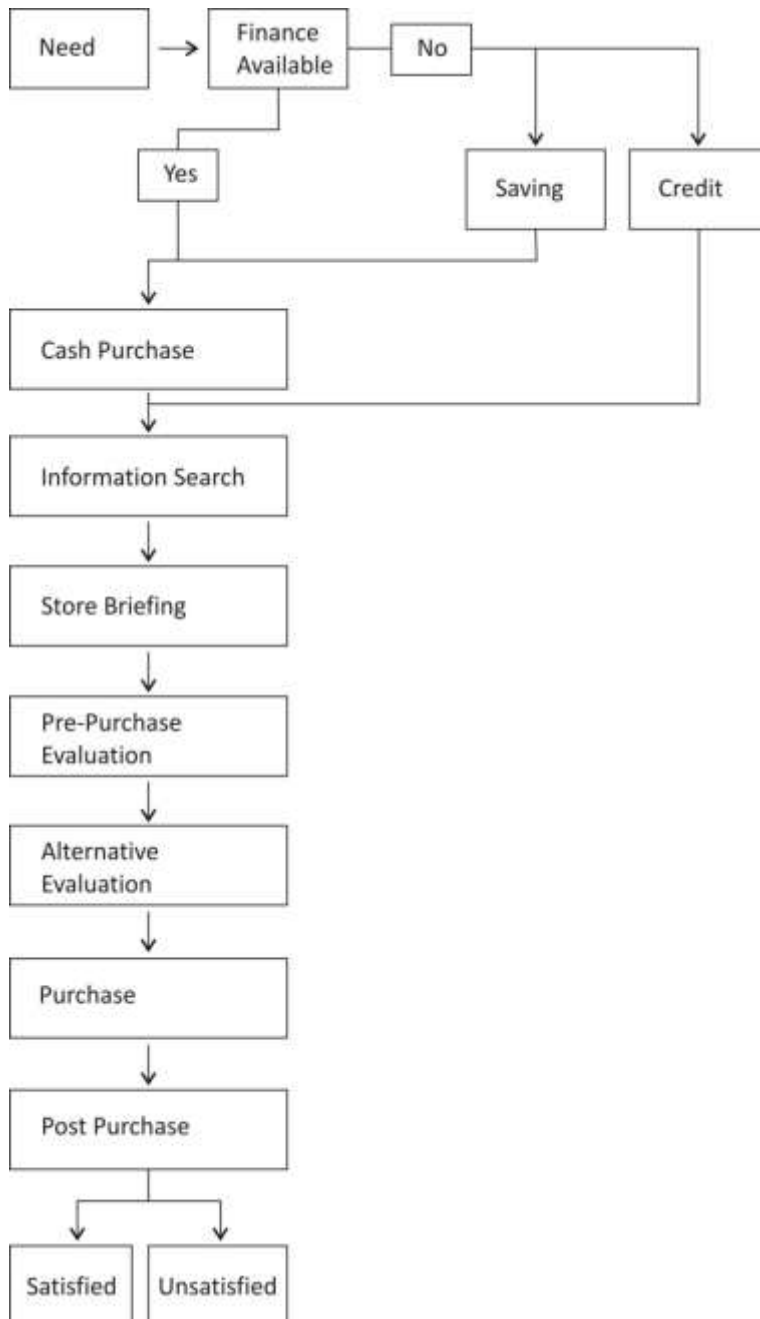 Need
Finance
Available
No
Yes
Saving
Credit
Cash Purchase
Information Search
Store Briefing
Pre-Purchase
Evaluation
Alternative
Evaluation
Purchase
Post Purchase
Satisfied
Unsatisfied